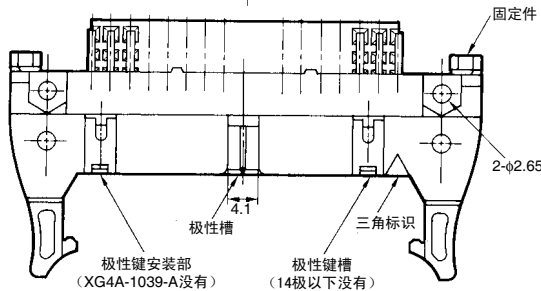 固定件
2-φ2.65
4.1
极性槽
三角标识
极性键安装部
（XG4A-1039-A没有）
极性键槽
（14极以下没有）